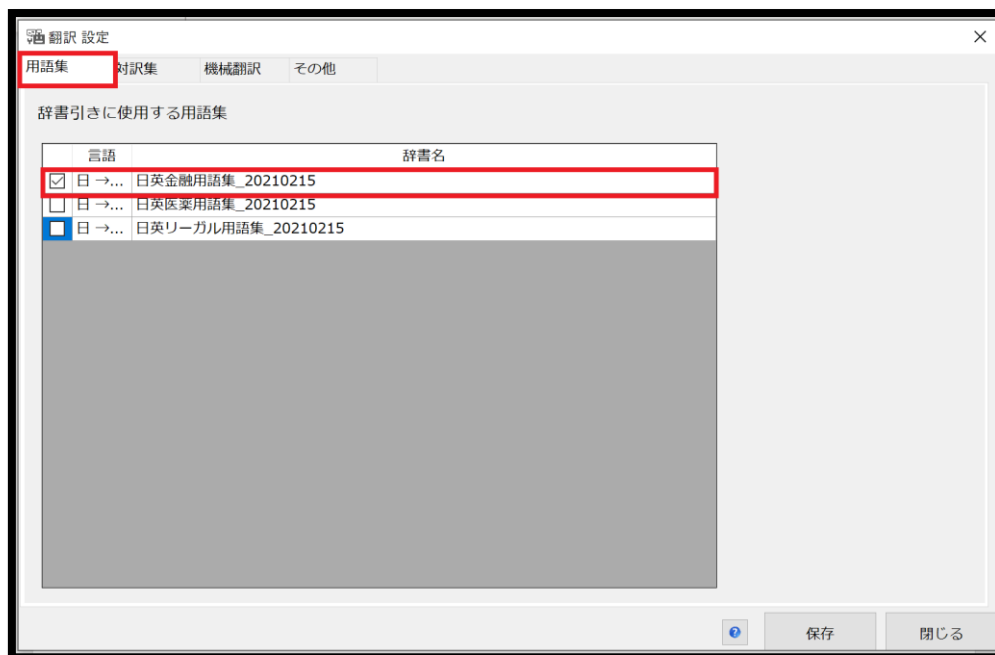 翻訳 設定
用語集 対訳集 機械翻訳 その他
辞書引きに使用する用語集
言語 辞書名
日 →... 日英金融用語集_20210215
日 →... 日英医薬用語集_20210215
日 →... 日英リーガル用語集_20210215
保存 閉じる